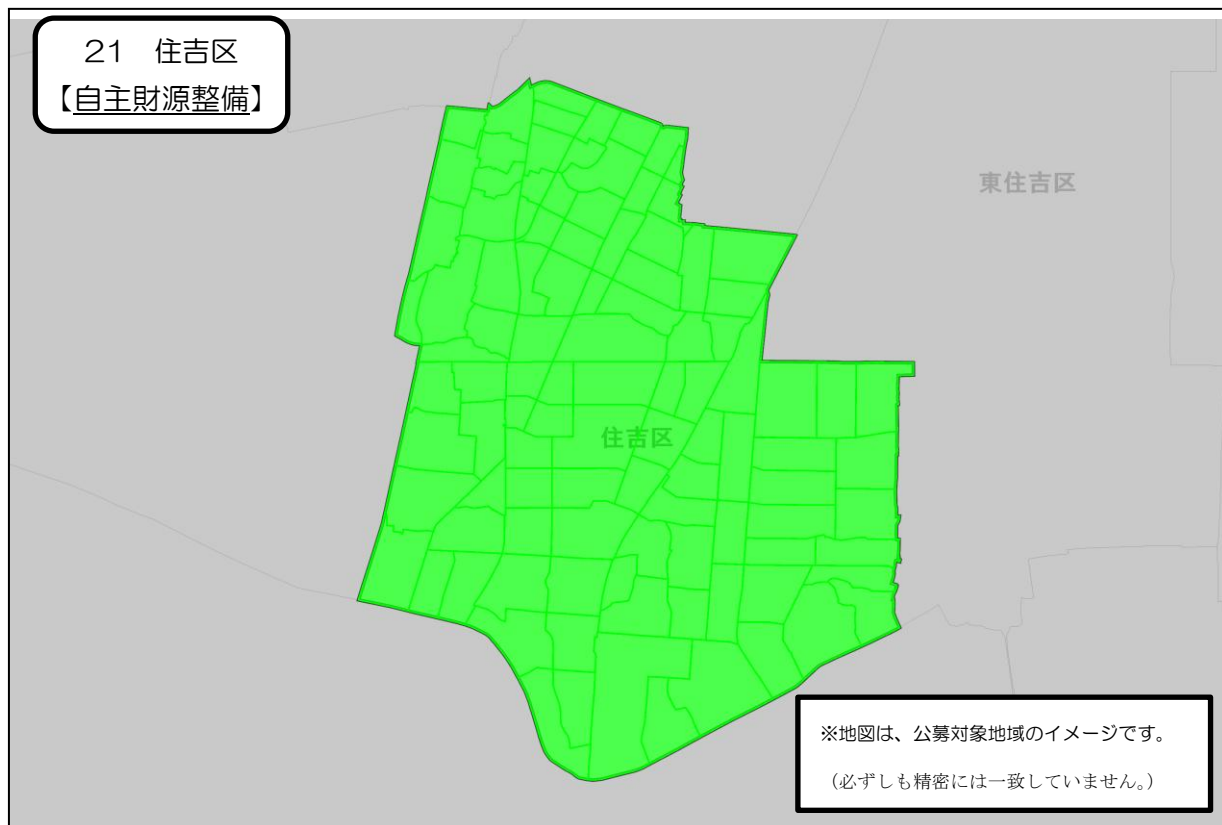 21　住吉区
【自主財源整備】
東住吉区
住吉区
※地図は、公募対象地域のイメージです。
（必ずしも精密には一致していません。）